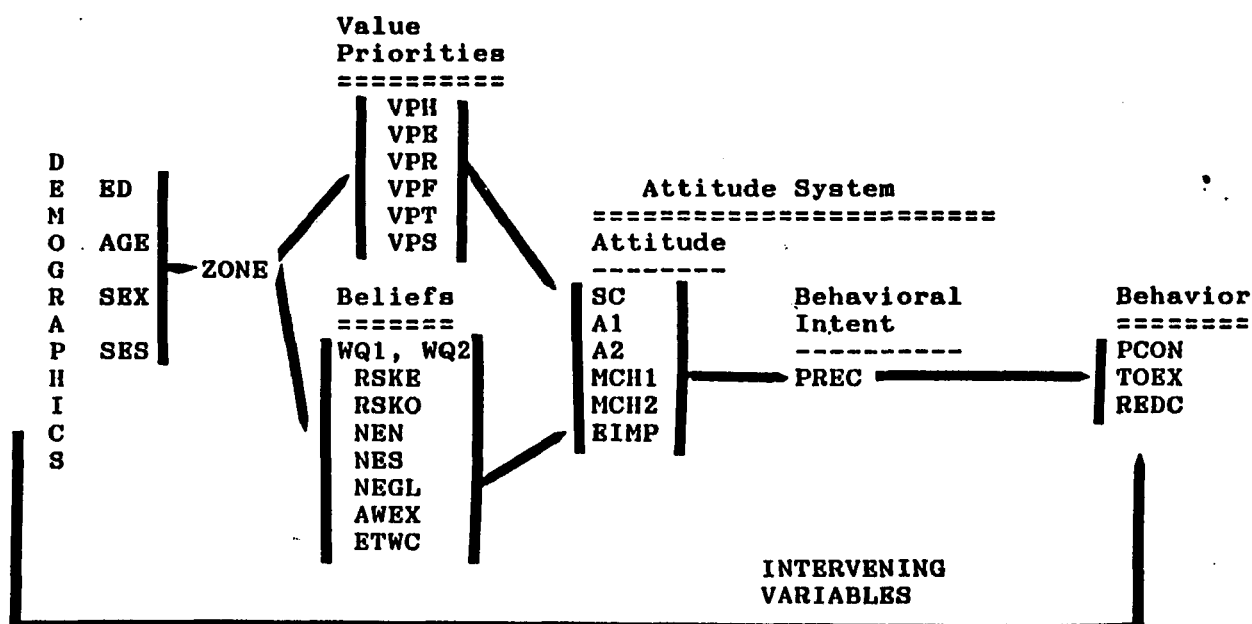 Value
Priorities
==========
VPH
VPE
VPR
VPF
VPT
VPS
DEMOGRAPHICS
ED
AGE
SEX
SES
ZONE
Beliefs
=======
WQ1, WQ2
RSKE
RSKO
NEN
NES
NEGL
AWEX
ETWC
Attitude System
========================
Attitude
--------
SC
A1
A2
MCH1
MCH2
EIMP
Behavioral
Intent
----------
PREC
Behavior
========
PCON
TOEX
REDC
INTERVENING
VARIABLES